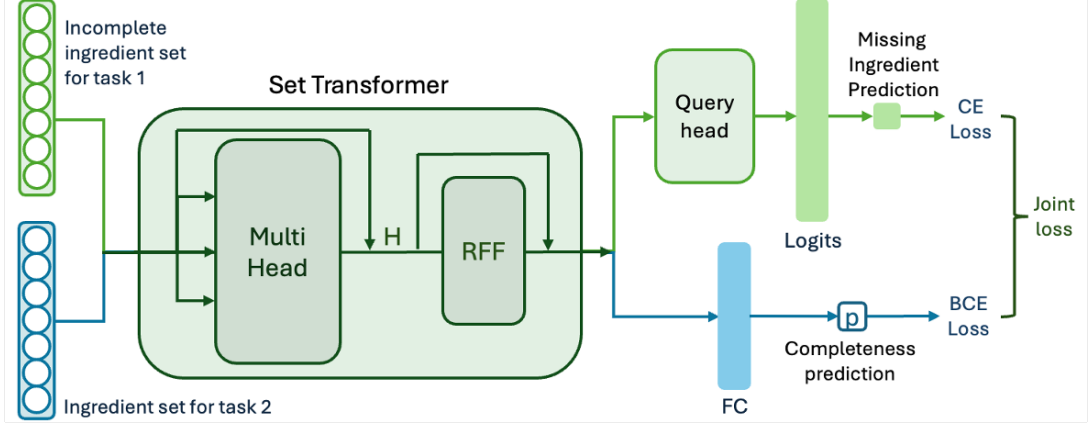 Incomplete
ingredient set
for task 1
Set Transformer
Multi
Head
H
RFF
Query
head
Logits
Missing
Ingredient
Prediction
CE
Loss
Joint
loss
FC
p
Completeness
prediction
BCE
Loss
Ingredient set for task 2